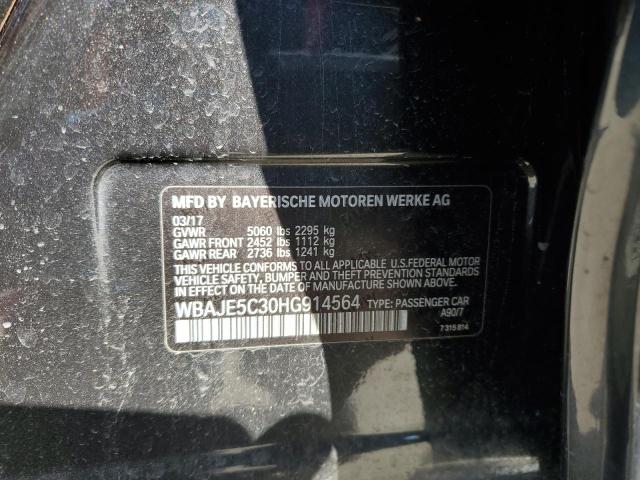 MFD BY BAYERISCHE MOTOREN WERKE AG
03/17
GVWR 5060 lbs 2295 kg
GAWR FRONT 2452 lbs 1112 kg
GAWR REAR 2736 lbs 1241 kg
THIS VEHICLE CONFORMS TO ALL APPLICABLE U.S.FEDERAL MOTOR
VEHICLE SAFETY, BUMPER AND THEFT PREVENTION STANDARDS
IN EFFECT ON THE DATE OF MANUFACTURE SHOWN ABOVE.
WBAJE5C30HG914564 TYPE: PASSENGER CAR
A90/7
7 315 814